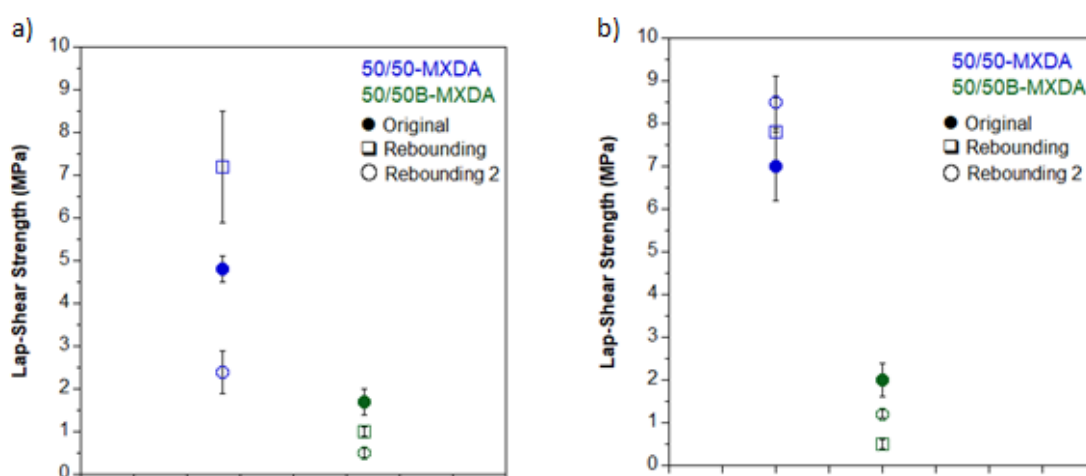 a)
10
9
8
7
6
5
4
3
2
1
0
Lap-Shear Strength (MPa)
50/50-MXDA
50/50B-MXDA
Original
Rebounding
Rebounding 2
b)
10
9
8
7
6
5
4
3
2
1
0
Lap-Shear Strength (MPa)
50/50-MXDA
50/50B-MXDA
Original
Rebounding
Rebounding 2